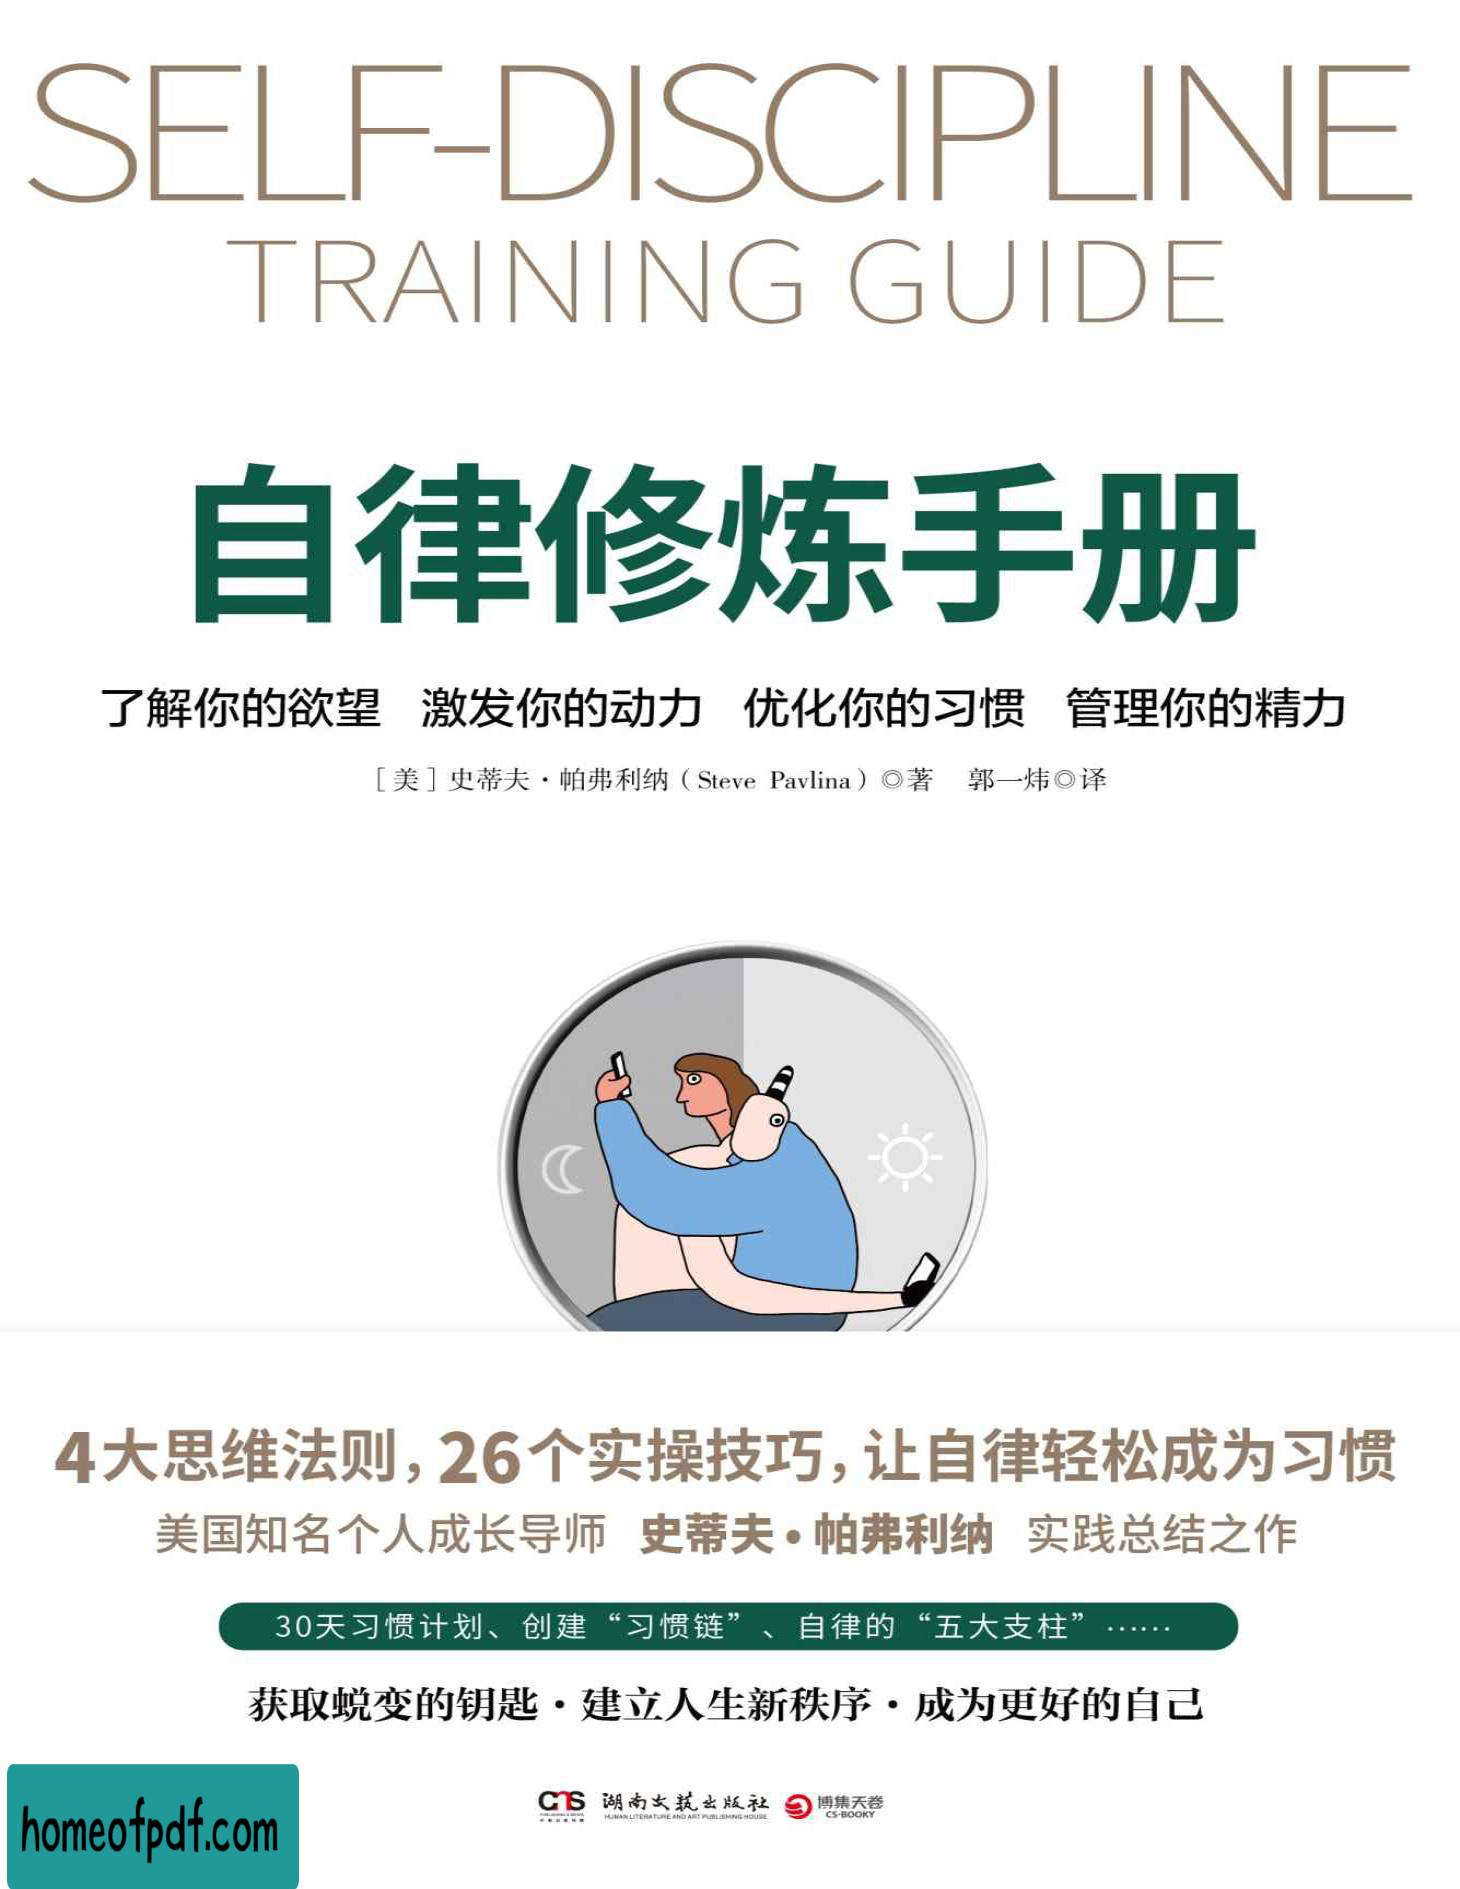 SELF-DISCIPLINE
TRAINING GUIDE
自律修炼手册
了解你的欲望 激发你的动力 优化你的习惯 管理你的精力
［美］史蒂夫·帕弗利纳（Steve Pavlina）◎著 郭一炜◎译
4大思维法则，26个实操技巧，让自律轻松成为习惯
美国知名个人成长导师 史蒂夫·帕弗利纳 实践总结之作
30天习惯计划、创建“习惯链”、自律的“五大支柱”……
获取蜕变的钥匙·建立人生新秩序·成为更好的自己
湖南文艺出版社
HUNAN LITERATURE AND ART PUBLISHING HOUSE
博集天卷
CS-BOOKY
homeofpdf.com